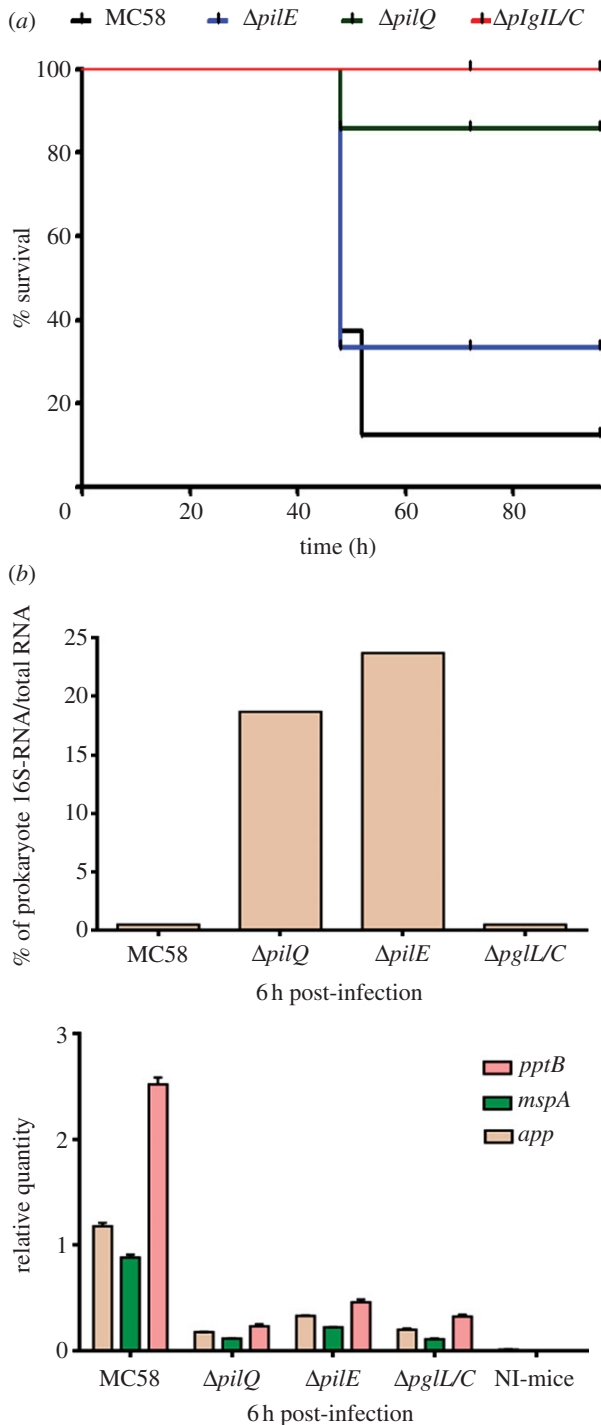 (a) MC58 ΔpilE ΔpilQ ΔpIgIL/C
100
80
60
40
20
0
% survival
20 40 60 80
time (h)
(b)
25
20
15
10
5
0
% of prokaryote 16S-RNA/total RNA
MC58 ΔpilQ ΔpilE ΔpglL/C
6 h post-infection
3
2
1
0
relative quantity
pptB
mspA
app
MC58 ΔpilQ ΔpilE ΔpglL/C NI-mice
6 h post-infection